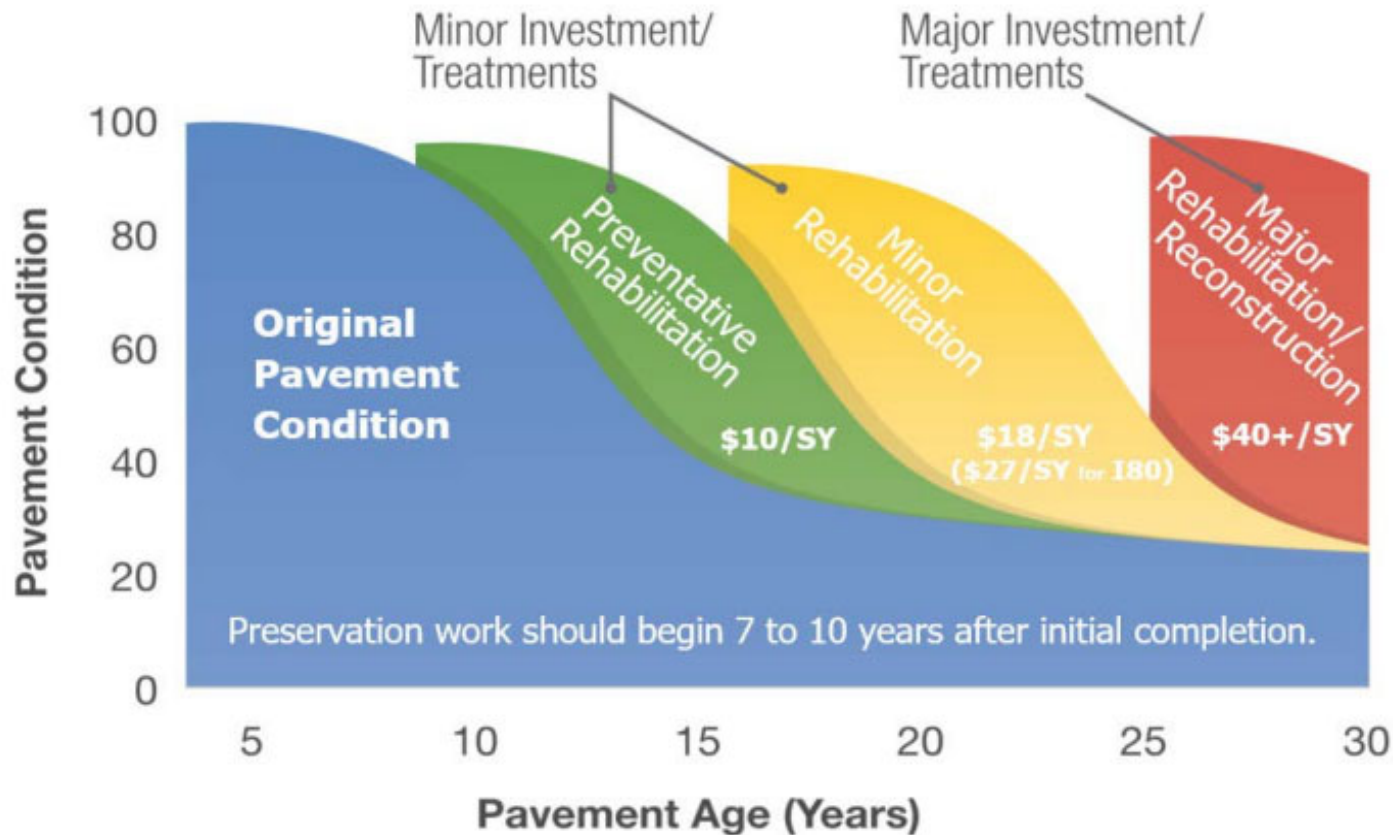 Minor Investment/
Treatments
Major Investment/
Treatments
Pavement Condition
100
80
60
40
20
0
Original
Pavement
Condition
Preventative
Rehabilitation
$10/SY
Minor
Rehabilitation
$18/SY
($27/SY for I80)
Major
Rehabilitation/
Reconstruction
$40+/SY
Preservation work should begin 7 to 10 years after initial completion.
5 10 15 20 25 30
Pavement Age (Years)